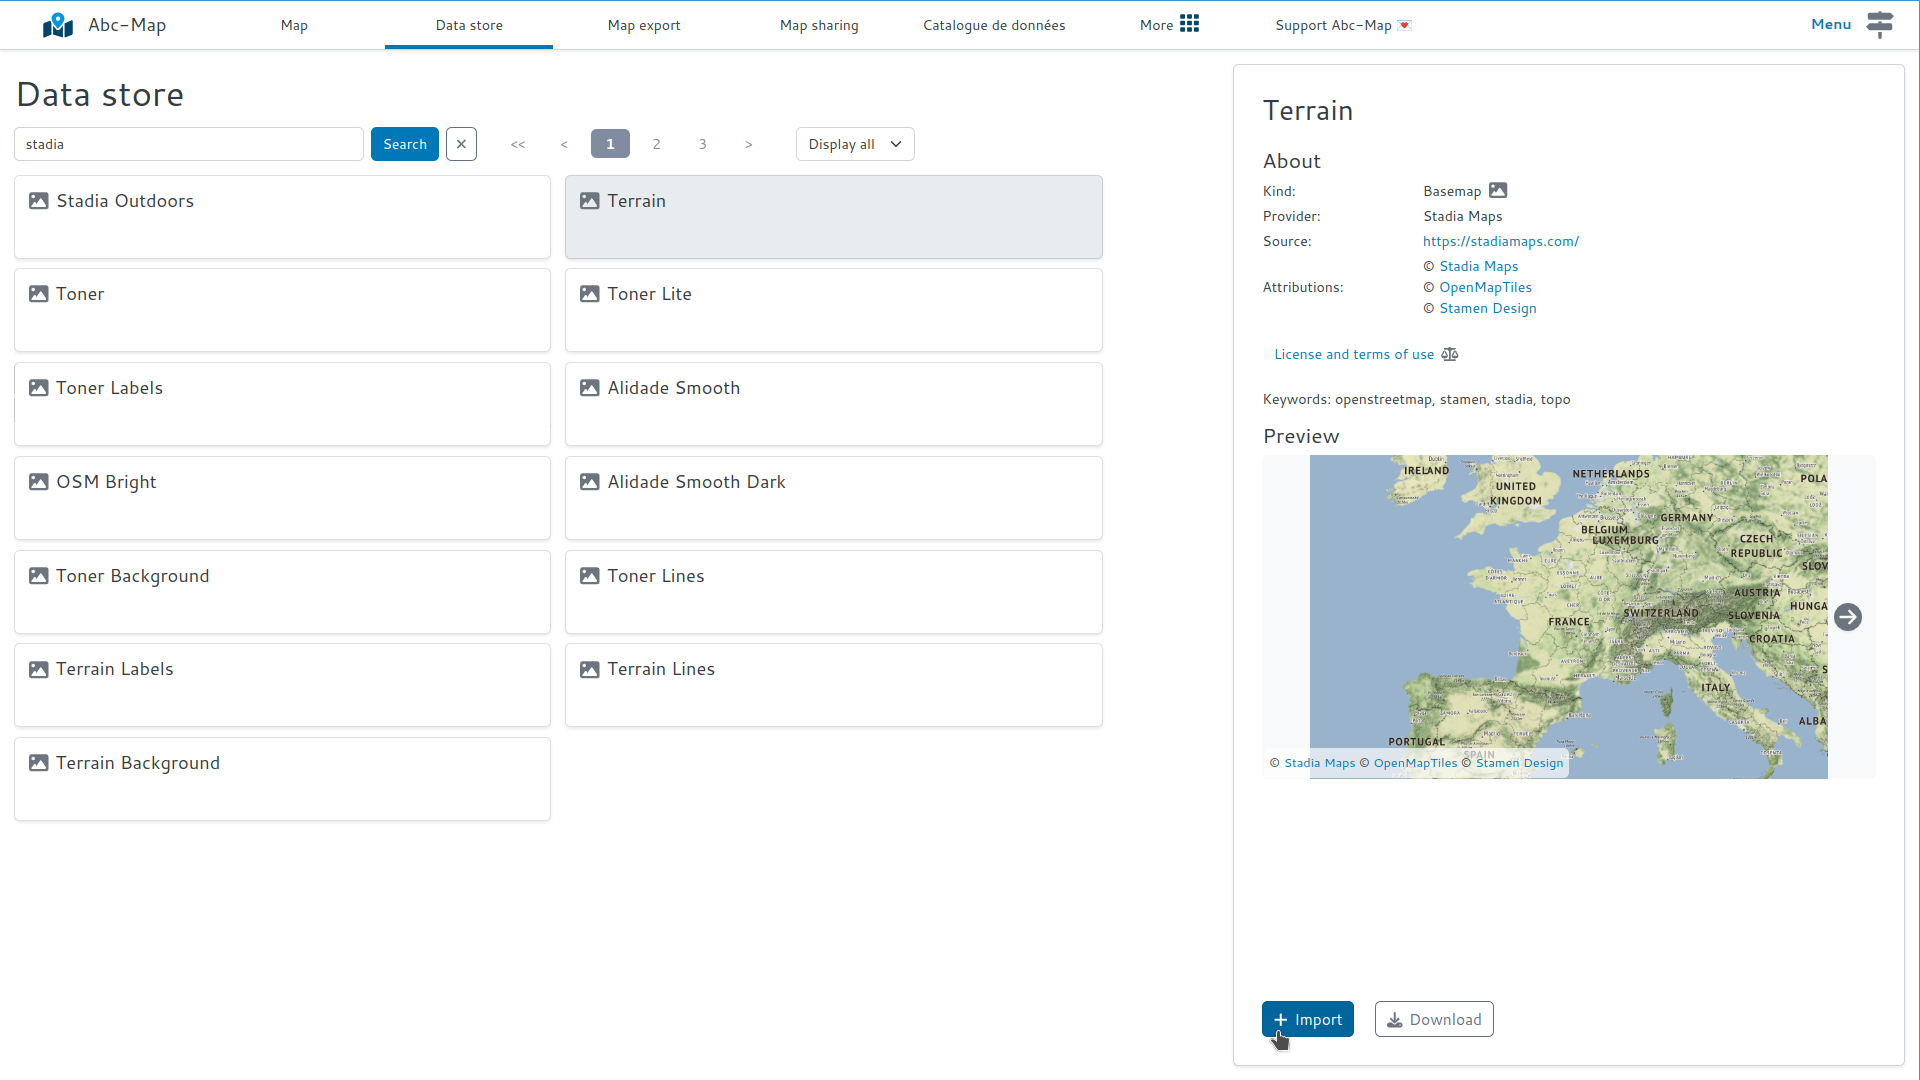 Abc-Map Map Data store Map export Map sharing Catalogue de données More Support Abc-Map 💌 Menu
Data store
stadia Search × << < 1 2 3 > Display all
Stadia Outdoors Terrain
Toner Toner Lite
Toner Labels Alidade Smooth
OSM Bright Alidade Smooth Dark
Toner Background Toner Lines
Terrain Labels Terrain Lines
Terrain Background
Terrain
About
Kind: Basemap
Provider: Stadia Maps
Source: https://stadiamaps.com/
© Stadia Maps
Attributions: © OpenMapTiles
© Stamen Design
License and terms of use
Keywords: openstreetmap, stamen, stadia, topo
Preview
IRELAND
NETHERLANDS
POLA
UNITED
KINGDOM
GERMANY
BELGIUM
LUXEMBURG
CZECH
REPUBLIC
SLOV
AUSTRIA
HUNGA
SWITZERLAND
SLOVENIA
FRANCE
CROATIA
ITALY
ALBA
PORTUGAL
SPAIN
© Stadia Maps © OpenMapTiles © Stamen Design
+ Import Download